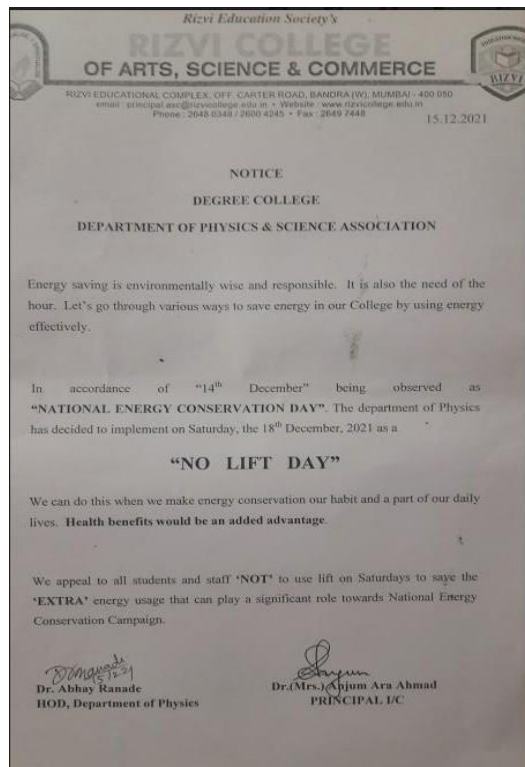 Rizvi Education Society's
RIZVI COLLEGE
OF ARTS, SCIENCE & COMMERCE
RIZVI EDUCATIONAL COMPLEX, OFF. CARTER ROAD, BANDRA (W), MUMBAI - 400 050
email : principal.asc@rizvicollege.edu.in • Website : www.rizvicollege.edu.in
Phone : 2648 0348 / 2600 4245 • Fax : 2649 7448
RIZVI
15.12.2021
NOTICE
DEGREE COLLEGE
DEPARTMENT OF PHYSICS & SCIENCE ASSOCIATION
Energy saving is environmentally wise and responsible. It is also the need of the
hour. Let's go through various ways to save energy in our College by using energy
effectively.
In accordance of "14th December" being observed as
"NATIONAL ENERGY CONSERVATION DAY". The department of Physics
has decided to implement on Saturday, the 18th December, 2021 as a
"NO LIFT DAY"
We can do this when we make energy conservation our habit and a part of our daily
lives. Health benefits would be an added advantage.
We appeal to all students and staff 'NOT' to use lift on Saturdays to save the
'EXTRA' energy usage that can play a significant role towards National Energy
Conservation Campaign.
Dr. Abhay Ranade
HOD, Department of Physics
Dr.(Mrs.) Anjum Ara Ahmad
PRINCIPAL I/C